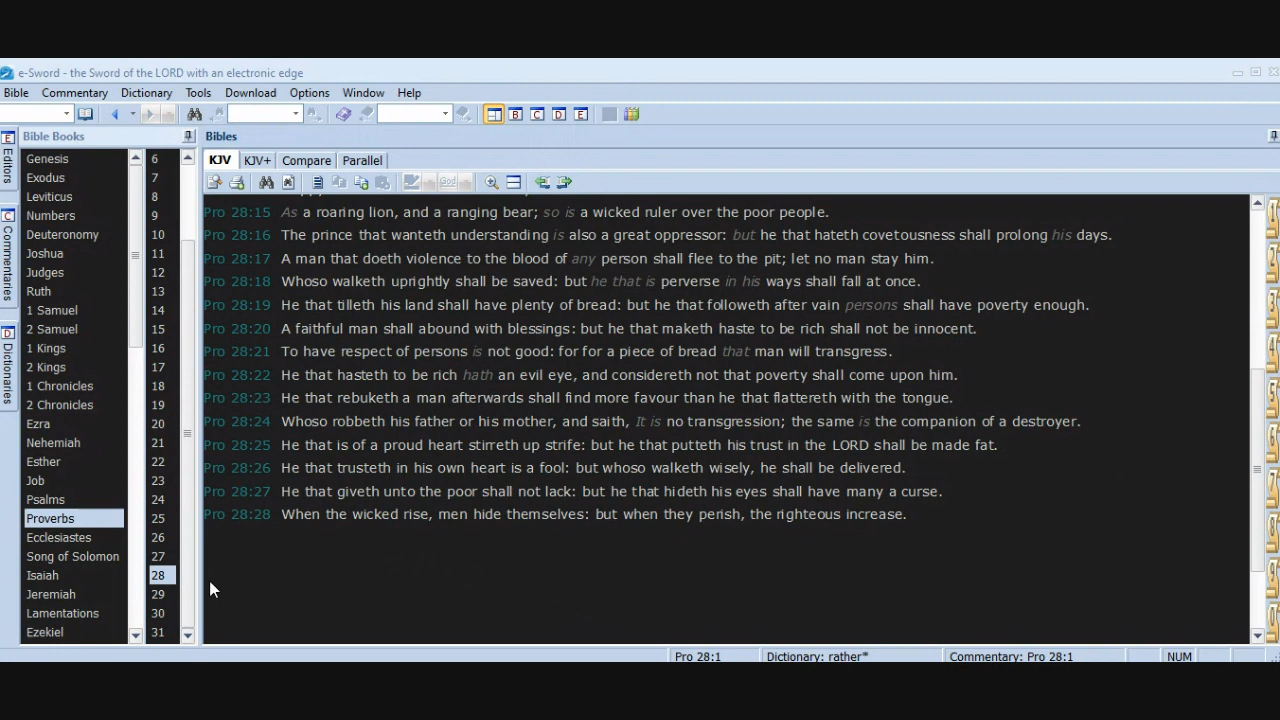 e-Sword - the Sword of the LORD with an electronic edge
Bible Commentary Dictionary Tools Download Options Window Help
B C D E
E Editors
C Commentaries
D Dictionaries
Bible Books
Genesis 6
Exodus 7
Leviticus 8
Numbers 9
Deuteronomy 10
Joshua 11
Judges 12
Ruth 13
1 Samuel 14
2 Samuel 15
1 Kings 16
2 Kings 17
1 Chronicles 18
2 Chronicles 19
Ezra 20
Nehemiah 21
Esther 22
Job 23
Psalms 24
Proverbs 25
Ecclesiastes 26
Song of Solomon 27
Isaiah 28
Jeremiah 29
Lamentations 30
Ezekiel 31
Bibles
KJV KJV+ Compare Parallel
God
Pro 28:15 As a roaring lion, and a ranging bear; so is a wicked ruler over the poor people.
Pro 28:16 The prince that wanteth understanding is also a great oppressor: but he that hateth covetousness shall prolong his days.
Pro 28:17 A man that doeth violence to the blood of any person shall flee to the pit; let no man stay him.
Pro 28:18 Whoso walketh uprightly shall be saved: but he that is perverse in his ways shall fall at once.
Pro 28:19 He that tilleth his land shall have plenty of bread: but he that followeth after vain persons shall have poverty enough.
Pro 28:20 A faithful man shall abound with blessings: but he that maketh haste to be rich shall not be innocent.
Pro 28:21 To have respect of persons is not good: for for a piece of bread that man will transgress.
Pro 28:22 He that hasteth to be rich hath an evil eye, and considereth not that poverty shall come upon him.
Pro 28:23 He that rebuketh a man afterwards shall find more favour than he that flattereth with the tongue.
Pro 28:24 Whoso robbeth his father or his mother, and saith, It is no transgression; the same is the companion of a destroyer.
Pro 28:25 He that is of a proud heart stirreth up strife: but he that putteth his trust in the LORD shall be made fat.
Pro 28:26 He that trusteth in his own heart is a fool: but whoso walketh wisely, he shall be delivered.
Pro 28:27 He that giveth unto the poor shall not lack: but he that hideth his eyes shall have many a curse.
Pro 28:28 When the wicked rise, men hide themselves: but when they perish, the righteous increase.
1
2
3
4
5
6
7
8
9
0
Pro 28:1 Dictionary: rather* Commentary: Pro 28:1 NUM